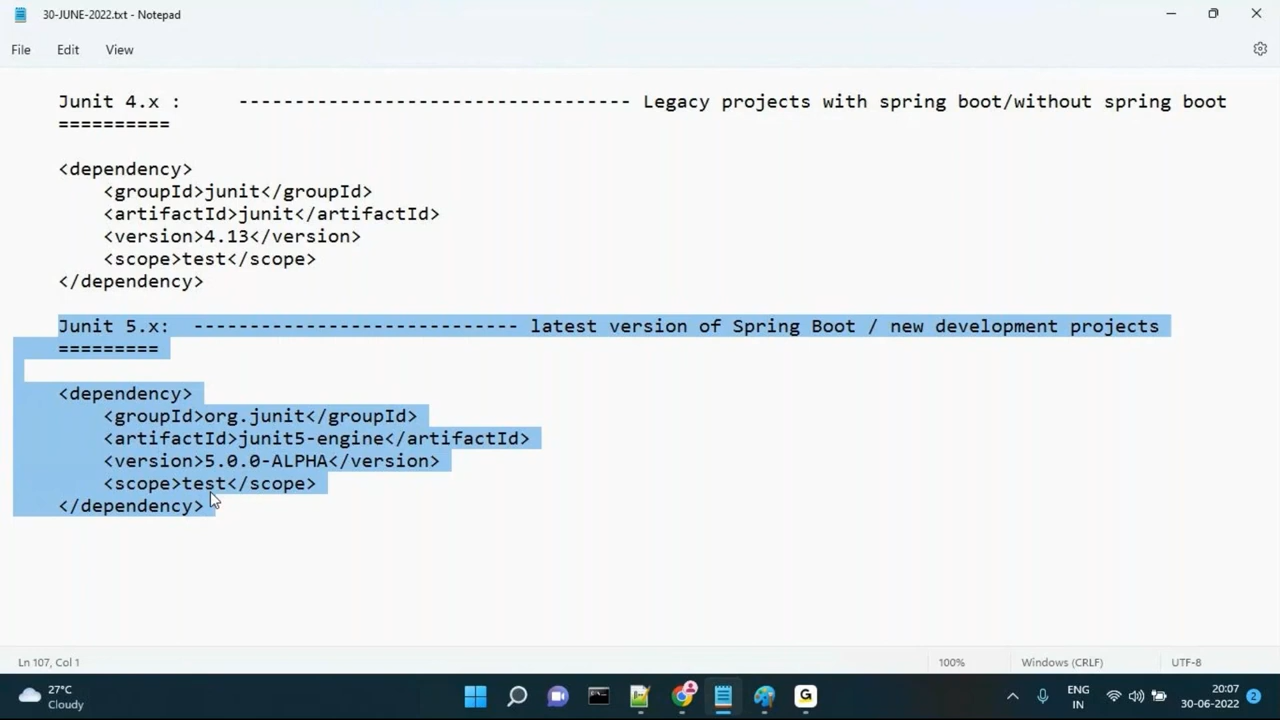 30-JUNE-2022.txt - Notepad
File Edit View
Junit 4.x : ----------------------------------- Legacy projects with spring boot/without spring boot
==========
<dependency>
<groupId>junit</groupId>
<artifactId>junit</artifactId>
<version>4.13</version>
<scope>test</scope>
</dependency>
Junit 5.x: ----------------------------- latest version of Spring Boot / new development projects
=========
<dependency>
<groupId>org.junit</groupId>
<artifactId>junit5-engine</artifactId>
<version>5.0.0-ALPHA</version>
<scope>test</scope>
</dependency>
Ln 107, Col 1 100% Windows (CRLF) UTF-8
27°C
Cloudy
G
ENG
IN
20:07
30-06-2022
2